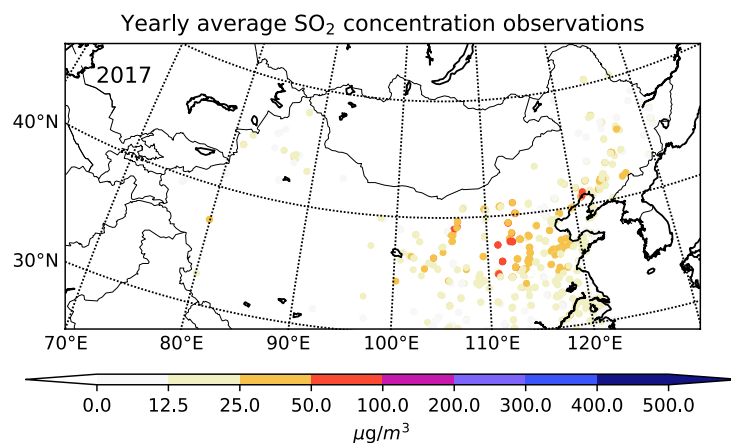 Yearly average SO₂ concentration observations
2017
40°N
30°N
70°E 80°E 90°E 100°E 110°E 120°E
0.0 12.5 25.0 50.0 100.0 200.0 300.0 400.0 500.0
μg/m³